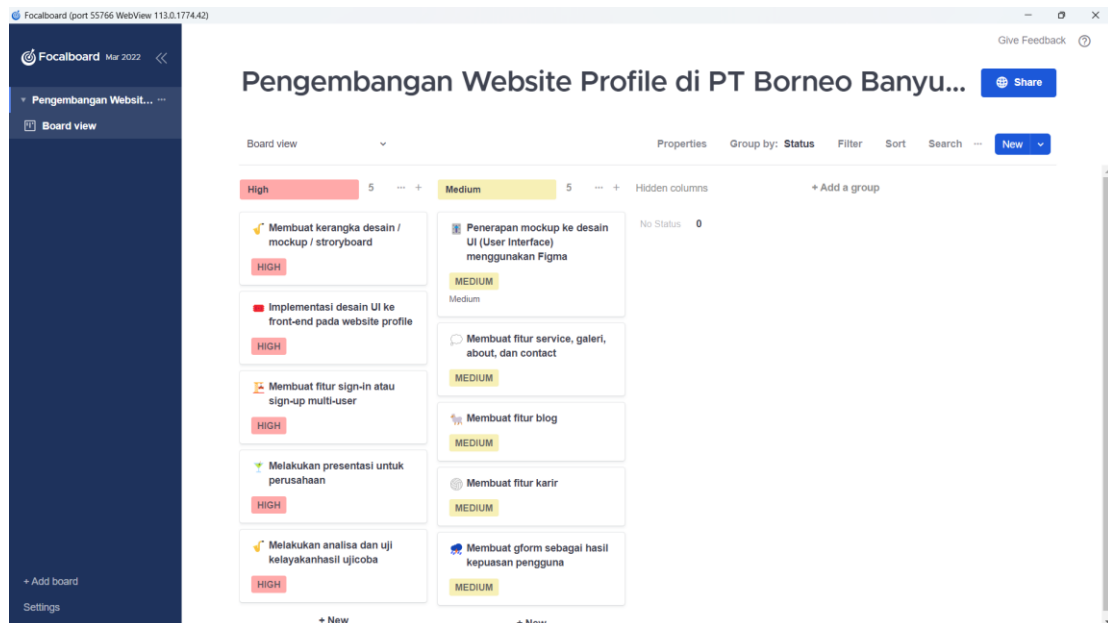 Focalboard (port 55766 WebView 113.0.1774.42)
Give Feedback
Focalboard Mar 2022
Pengembangan Website Profile di PT Borneo Banyu...
Share
Pengembangan Websit... ...
Board view
Board view
Properties Group by: Status Filter Sort Search ... New
High 5 ... +
Medium 5 ... +
Hidden columns
+ Add a group
No Status 0
Membuat kerangka desain /
mockup / stroryboard
HIGH
Implementasi desain UI ke
front-end pada website profile
HIGH
Membuat fitur sign-in atau
sign-up multi-user
HIGH
Melakukan presentasi untuk
perusahaan
HIGH
Melakukan analisa dan uji
kelayakanhasil ujicoba
HIGH
+ New
Penerapan mockup ke desain
UI (User Interface)
menggunakan Figma
MEDIUM
Medium
Membuat fitur service, galeri,
about, dan contact
MEDIUM
Membuat fitur blog
MEDIUM
Membuat fitur karir
MEDIUM
Membuat gform sebagai hasil
kepuasan pengguna
MEDIUM
+ New
+ Add board
Settings